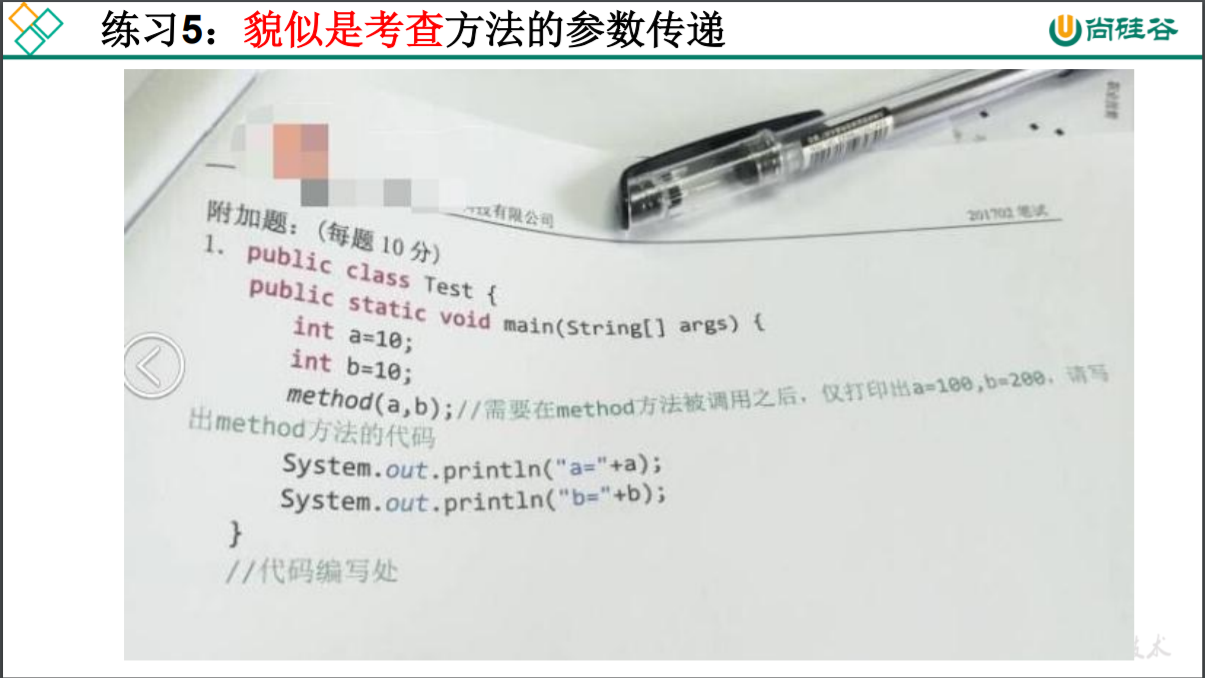 练习5：貌似是考查方法的参数传递
尚硅谷
技有限公司
201702 笔试
附加题：（每题 10 分）
1. public class Test {
public static void main(String[] args) {
int a=10;
int b=10;
method(a,b);//需要在method方法被调用之后，仅打印出a=100,b=200，请写
出method方法的代码
System.out.println("a="+a);
System.out.println("b="+b);
}
//代码编写处
技术